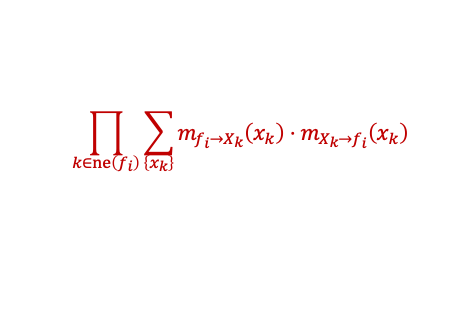 ∏_{k∈ne(f_i)} ∑_{{x_k}} m_{f_i→X_k}(x_k) · m_{X_k→f_i}(x_k)